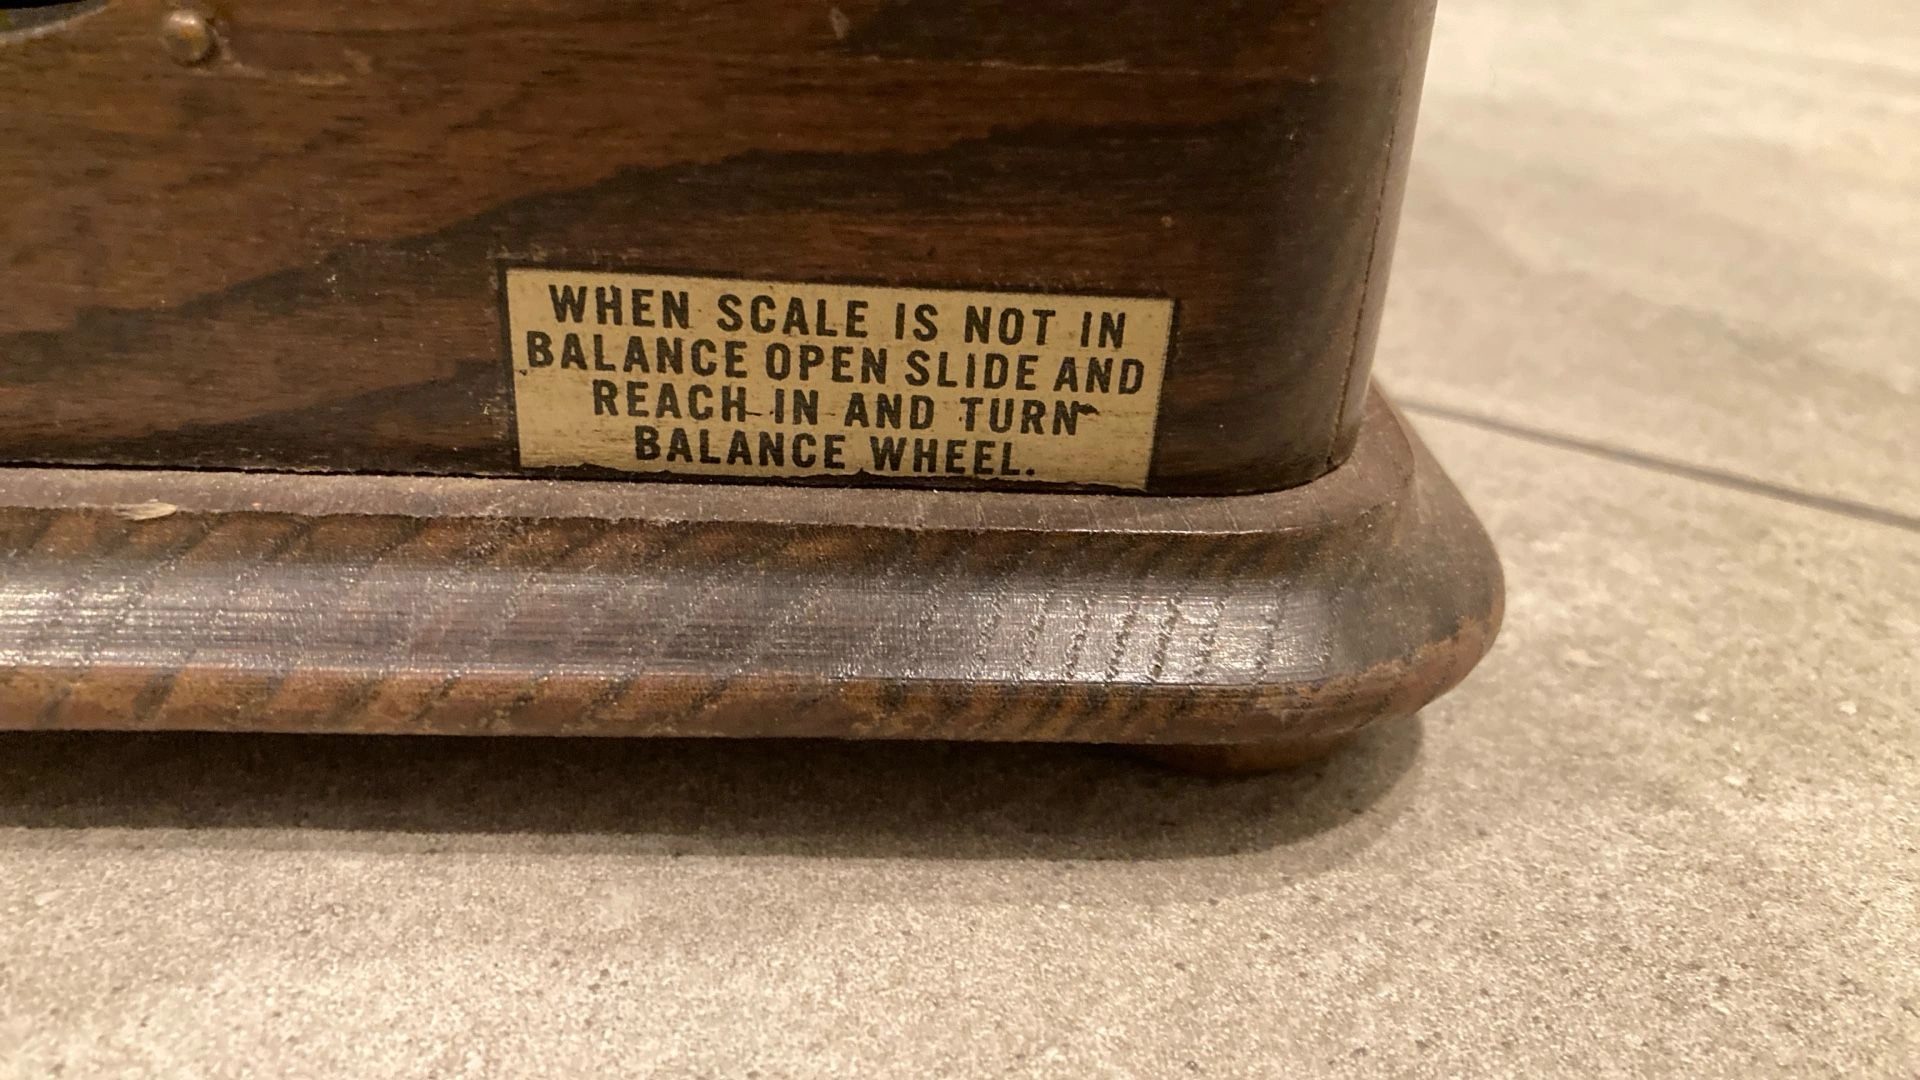 WHEN SCALE IS NOT IN
BALANCE OPEN SLIDE AND
REACH IN AND TURN
BALANCE WHEEL.